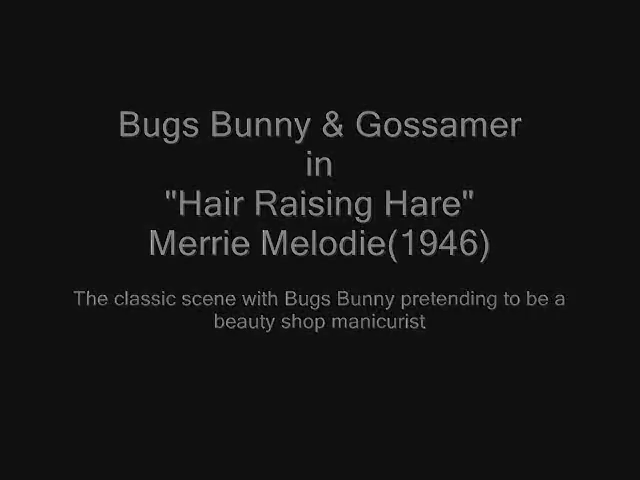 Bugs Bunny & Gossamer
in
"Hair Raising Hare"
Merrie Melodie(1946)
The classic scene with Bugs Bunny pretending to be a
beauty shop manicurist